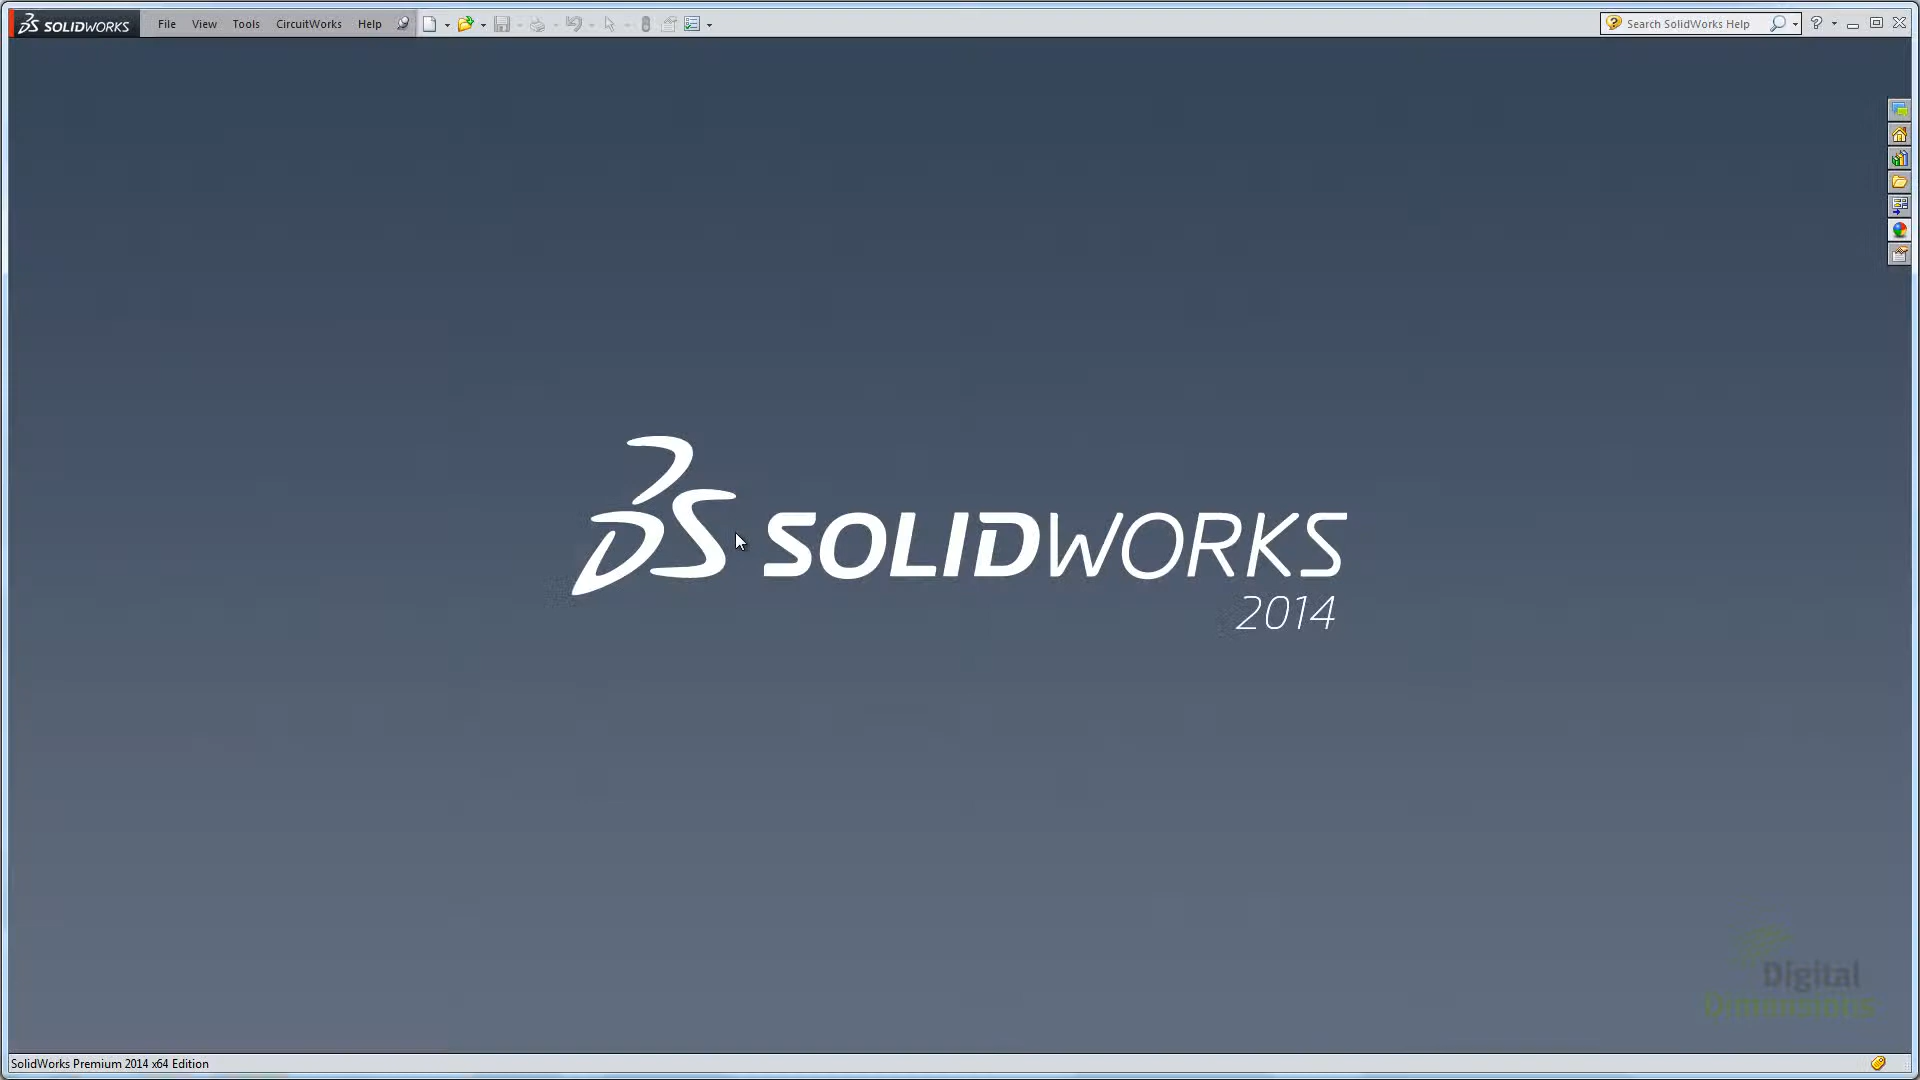 SOLIDWORKS File View Tools CircuitWorks Help Search SolidWorks Help
SOLIDWORKS
2014
Digital
Dimensions
SolidWorks Premium 2014 x64 Edition